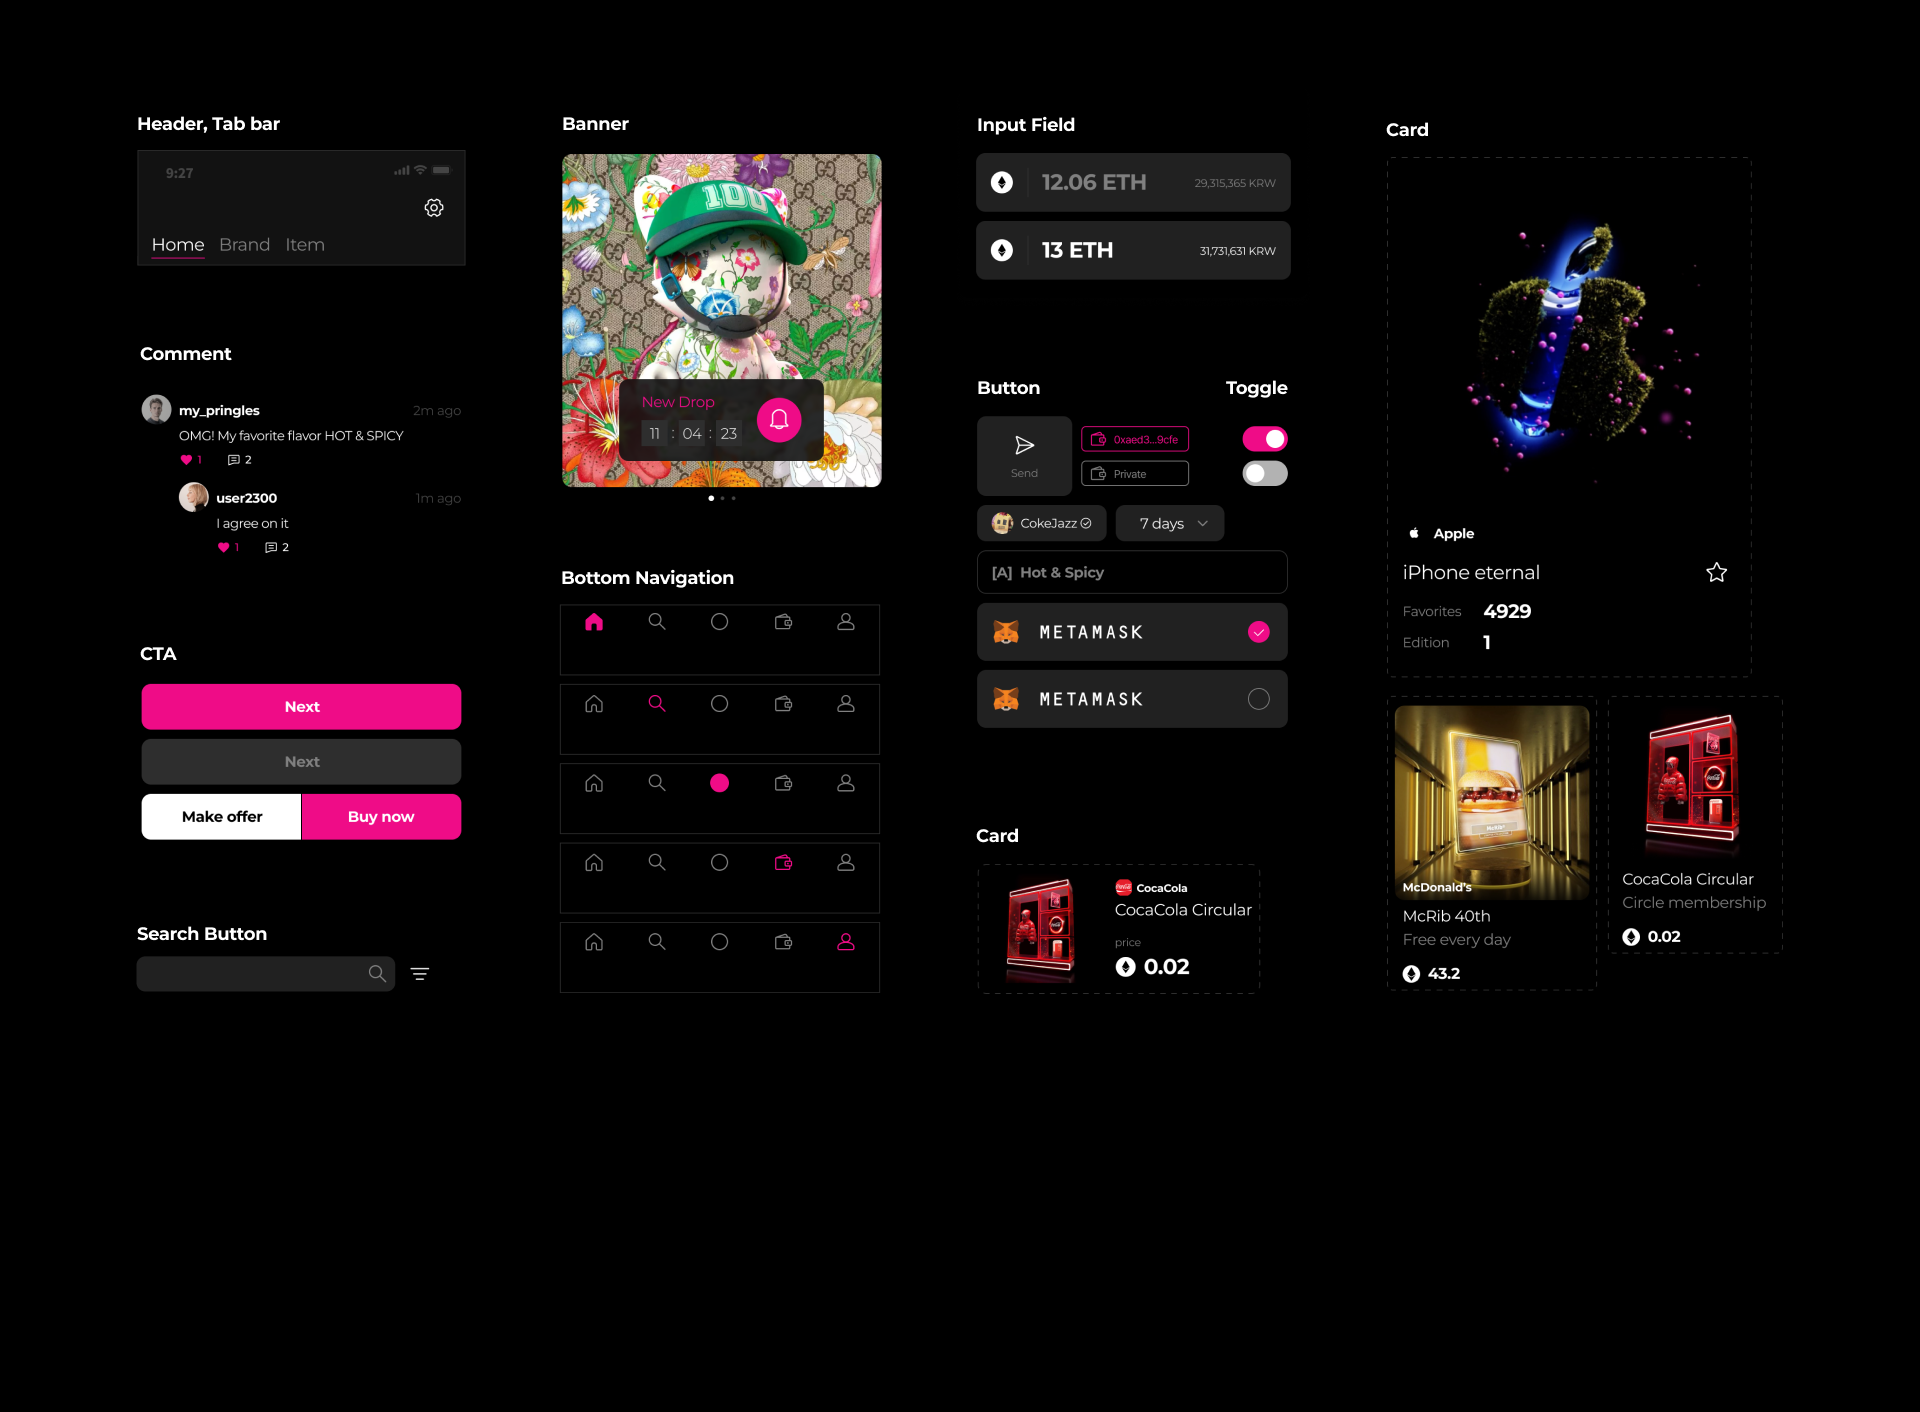 Header, Tab bar
9:27
Home Brand Item
Comment
my_pringles 2m ago
OMG! My favorite flavor HOT & SPICY
1 2
user2300 1m ago
I agree on it
1 2
CTA
Next
Next
Make offer Buy now
Search Button
Banner
100
New Drop
11 : 04 : 23
Bottom Navigation
Input Field
12.06 ETH 29,315,365 KRW
13 ETH 31,731,631 KRW
Button Toggle
Send
0xaed3...9cfe
Private
CokeJazz 7 days
[A] Hot & Spicy
METAMASK
METAMASK
Card
CocaCola
CocaCola Circular
price
0.02
Card
Apple
iPhone eternal
Favorites 4929
Edition 1
McRib
McDonald's
McRib 40th
Free every day
43.2
CocaCola Circular
Circle membership
0.02